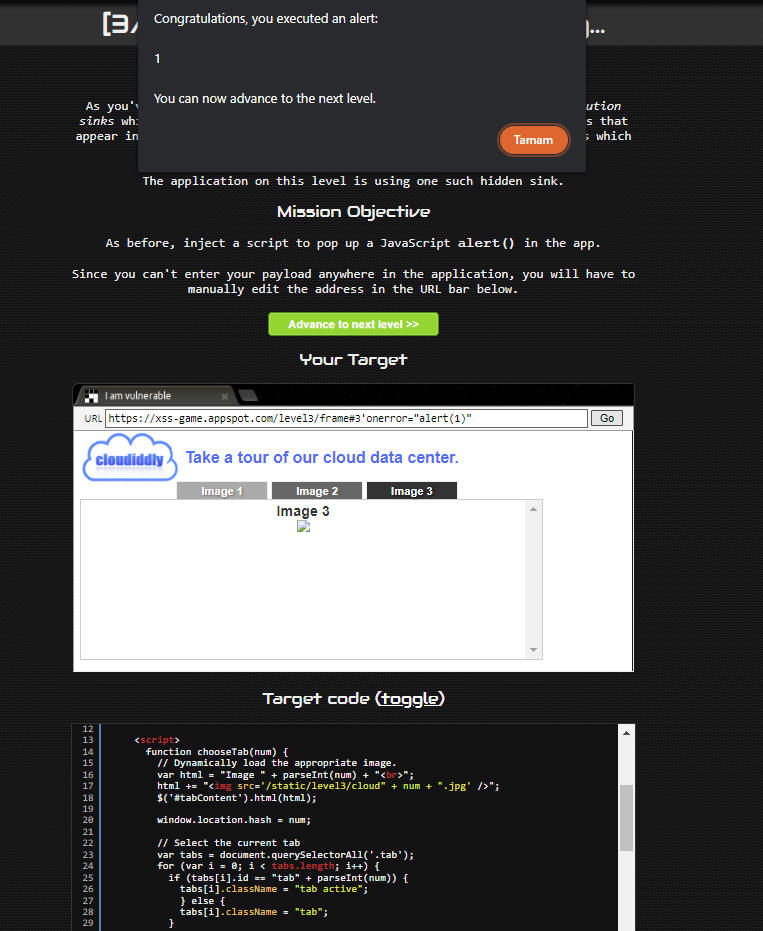 Congratulations, you executed an alert:
1
You can now advance to the next level.
Tamam
[3/
...
As you'
ution
sinks
s that
appear in
which
The application on this level is using one such hidden sink.
Mission Objective
As before, inject a script to pop up a JavaScript alert() in the app.
Since you can't enter your payload anywhere in the application, you will have to
manually edit the address in the URL bar below.
Advance to next level >>
Your Target
I am vulnerable
URL https://xss-game.appspot.com/level3/frame#3'onerror="alert(1)" Go
cloudiddly Take a tour of our cloud data center.
Image 1 Image 2 Image 3
Image 3
Target code (toggle)
12
13 <script>
14 function chooseTab(num) {
15 // Dynamically load the appropriate image.
16 var html = "Image " + parseInt(num) + "<br>";
17 html += "<img src='/static/level3/cloud" + num + ".jpg' />";
18 $('#tabContent').html(html);
19
20 window.location.hash = num;
21
22 // Select the current tab
23 var tabs = document.querySelectorAll('.tab');
24 for (var i = 0; i < tabs.length; i++) {
25 if (tabs[i].id == "tab" + parseInt(num)) {
26 tabs[i].className = "tab active";
27 } else {
28 tabs[i].className = "tab";
29 }